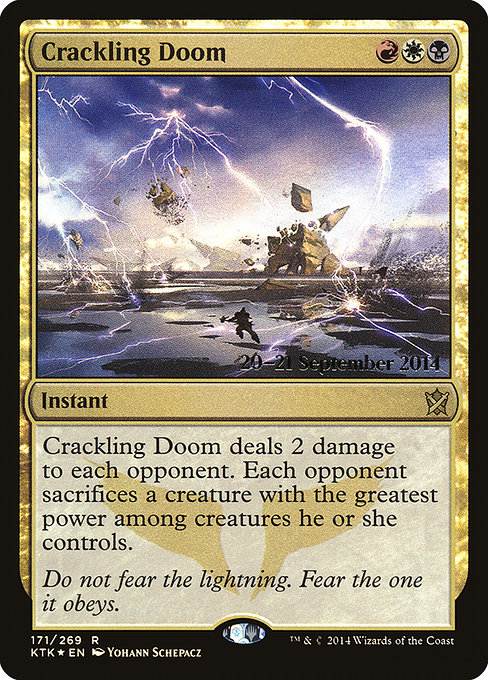 Crackling Doom
20–21 September 2014
Instant
Crackling Doom deals 2 damage
to each opponent. Each opponent
sacrifices a creature with the greatest
power among creatures he or she
controls.
Do not fear the lightning. Fear the one
it obeys.
171/269 R
KTK★EN Yohann Schepacz
™ & © 2014 Wizards of the Coast